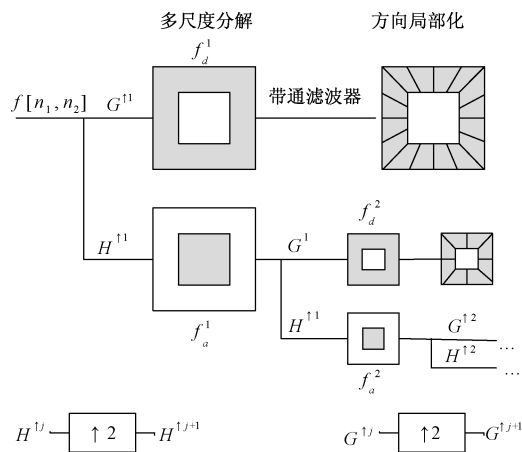 多尺度分解 方向局部化
f_d^1
f[n_1, n_2] G^{↑1} 带通滤波器
f_d^2
H^{↑1} G^1
f_a^1
H^{↑1} G^{↑2}
…
H^{↑2}
…
f_a^2
H^{↑j} ↑2 H^{↑j+1} G^{↑j} ↑2 G^{↑j+1}